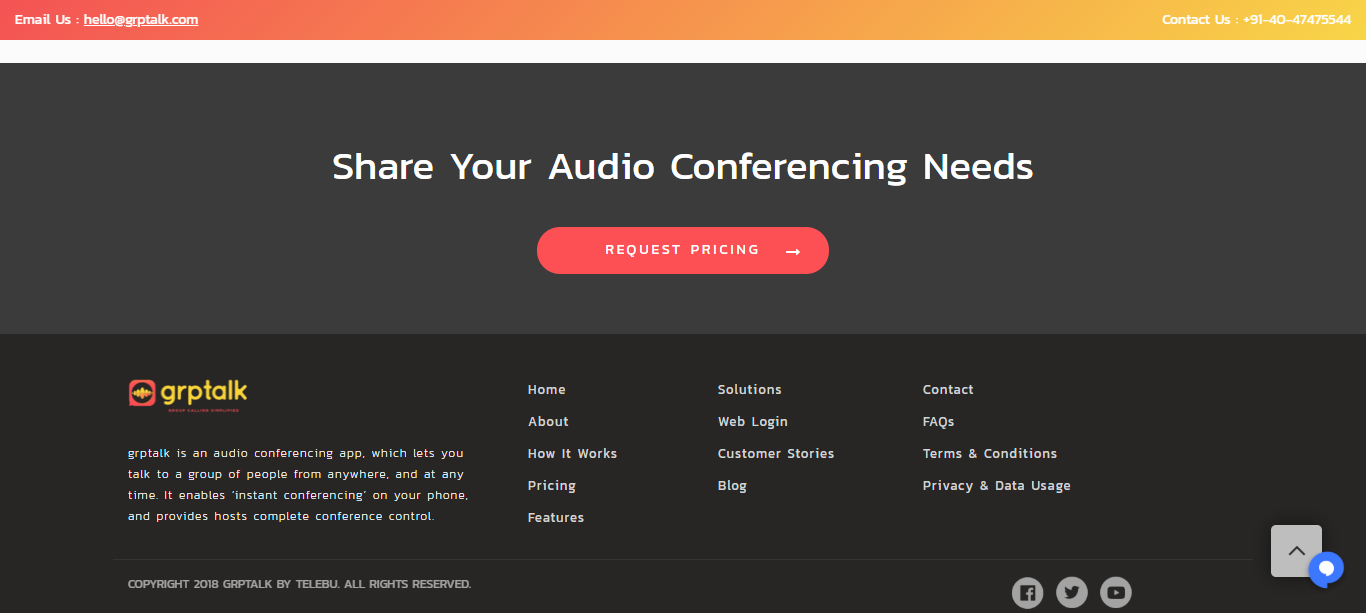 Email Us : hello@grptalk.com
Contact Us : +91-40-47475544
Share Your Audio Conferencing Needs
REQUEST PRICING →
grptalk
GROUP CALLING SIMPLIFIED
grptalk is an audio conferencing app, which lets you
talk to a group of people from anywhere, and at any
time. It enables 'instant conferencing' on your phone,
and provides hosts complete conference control.
Home
About
How It Works
Pricing
Features
Solutions
Web Login
Customer Stories
Blog
Contact
FAQs
Terms & Conditions
Privacy & Data Usage
COPYRIGHT 2018 GRPTALK BY TELEBU. ALL RIGHTS RESERVED.